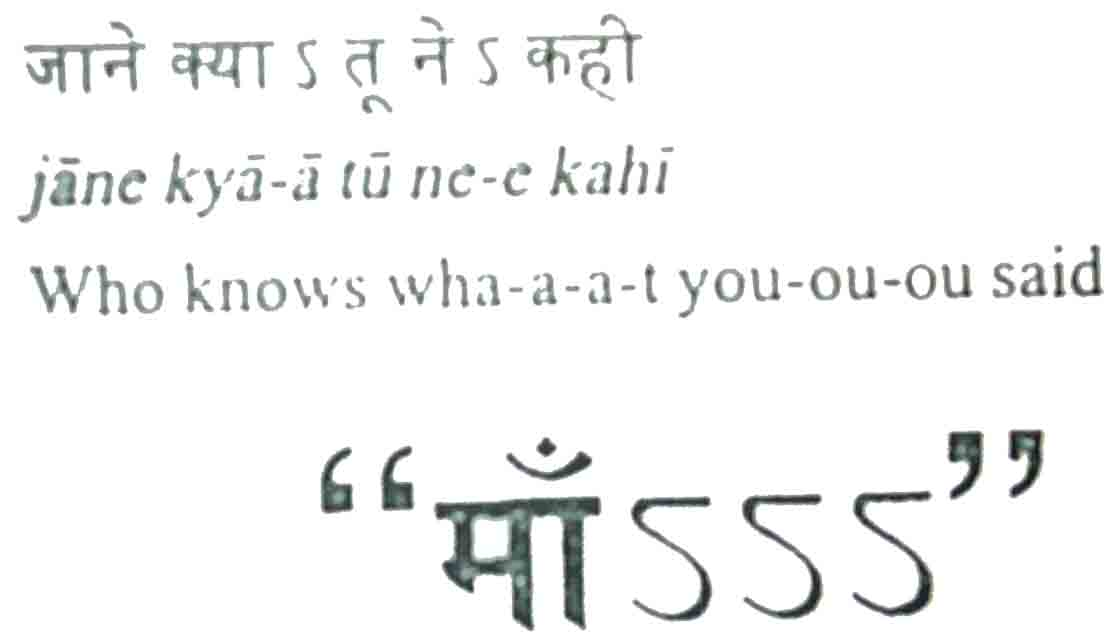 जाने क्या ऽ तू ने ऽ कही
jāne kyā-ā tū ne-e kahī
Who knows wha-a-a-t you-ou-ou said
“माँऽऽऽ”